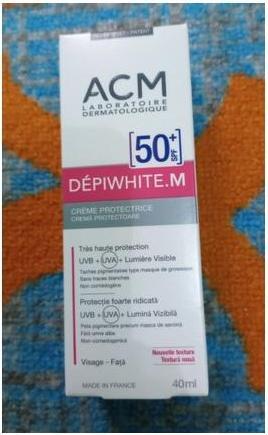 ACM
LABORATOIRE
DERMATOLOGIQUE
50+
SPF
DÉPIWHITE.M
CRÈME PROTECTRICE
CREMĂ PROTECTOARE
Très haute protection
UVB + UVA + Lumière Visible
Taches pigmentaires type masque de grossesse
Sans traces blanches
Non comédogène
Protecție foarte ridicată
UVB + UVA + Lumină Vizibilă
Pete pigmentare precum masca de sarcină
Fără urme albe
Non-comedogenică
Nouvelle texture
Textură nouă
Visage - Față
MADE IN FRANCE
40ml